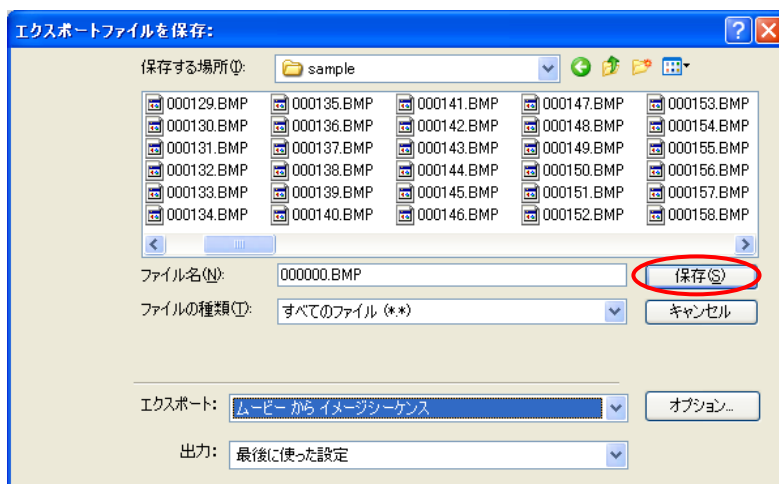 エクスポートファイルを保存:
保存する場所(I): sample
000129.BMP 000135.BMP 000141.BMP 000147.BMP 000153.BMP
000130.BMP 000136.BMP 000142.BMP 000148.BMP 000154.BMP
000131.BMP 000137.BMP 000143.BMP 000149.BMP 000155.BMP
000132.BMP 000138.BMP 000144.BMP 000150.BMP 000156.BMP
000133.BMP 000139.BMP 000145.BMP 000151.BMP 000157.BMP
000134.BMP 000140.BMP 000146.BMP 000152.BMP 000158.BMP
ファイル名(N): 000000.BMP 保存(S)
ファイルの種類(T): すべてのファイル (*.*) キャンセル
エクスポート: ムービー から イメージシーケンス オプション...
出力: 最後に使った設定